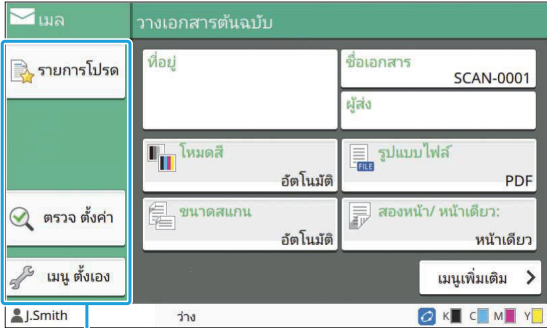 เมล
วางเอกสารต้นฉบับ
รายการโปรด
ที่อยู่
ชื่อเอกสาร
SCAN-0001
ผู้ส่ง
โหมดสี
อัตโนมัติ
รูปแบบไฟล์
FILE
PDF
ตรวจ ตั้งค่า
ขนาดสแกน
อัตโนมัติ
สองหน้า/ หน้าเดียว:
หน้าเดียว
เมนู ตั้งเอง
เมนูเพิ่มเติม
J.Smith
ว่าง
K C M Y